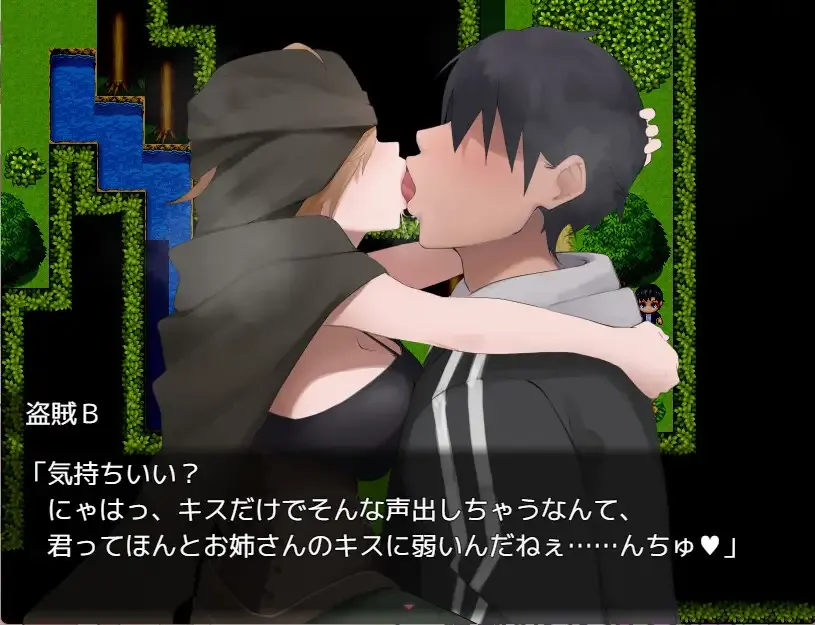 盗賊Ｂ
「気持ちいい？
にゃはっ、キスだけでそんな声出しちゃうなんて、
君ってほんとお姉さんのキスに弱いんだねぇ……んちゅ♥」